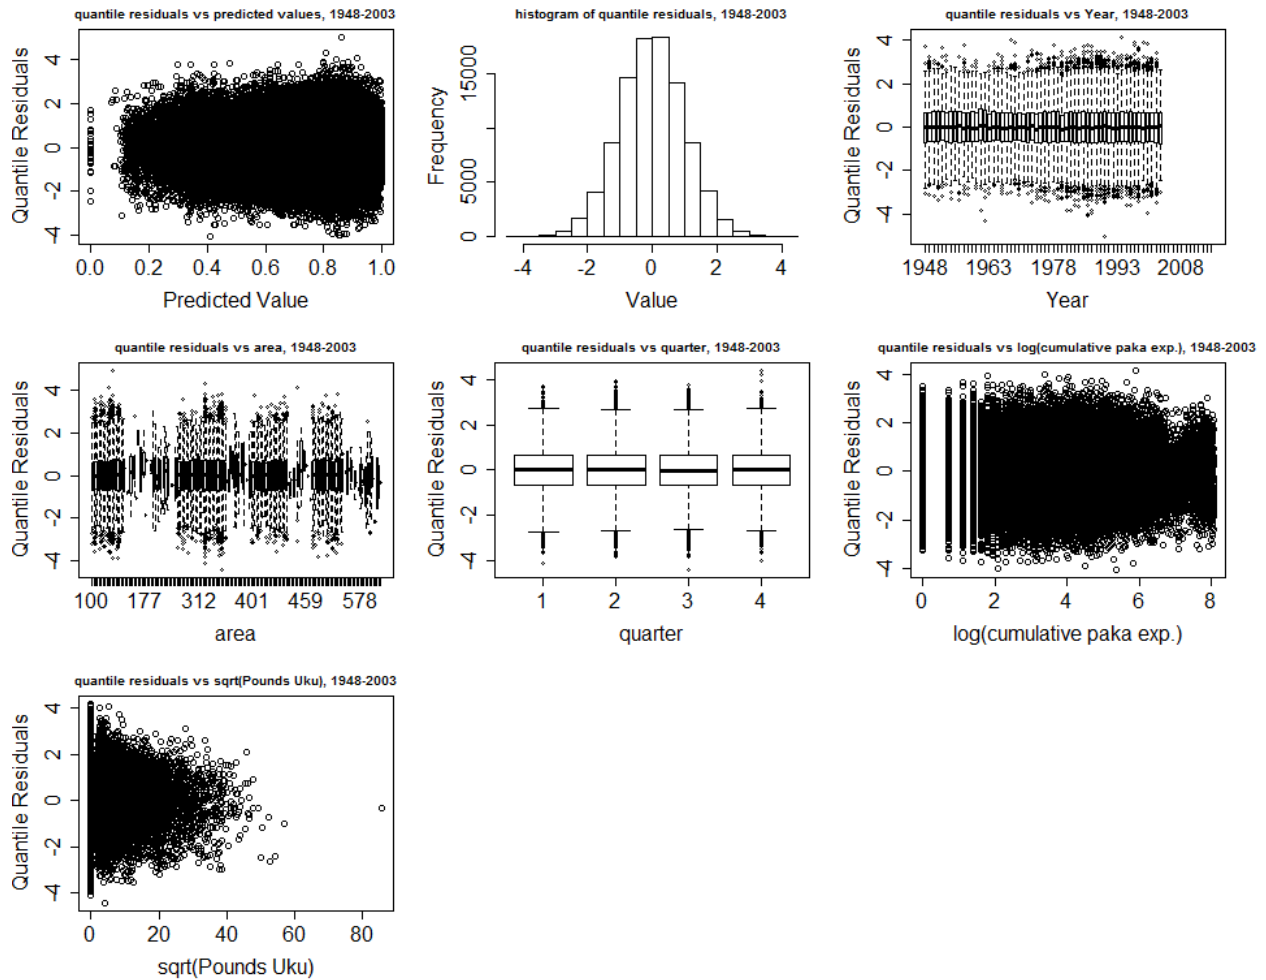 quantile residuals vs predicted values, 1948-2003
Quantile Residuals
4
2
0
-2
-4
0.0 0.2 0.4 0.6 0.8 1.0
Predicted Value
histogram of quantile residuals, 1948-2003
Frequency
15000
5000
0
-4 -2 0 2 4
Value
quantile residuals vs Year, 1948-2003
Quantile Residuals
4
2
0
-2
-4
1948 1963 1978 1993 2008
Year
quantile residuals vs area, 1948-2003
Quantile Residuals
4
2
0
-2
-4
100 177 312 401 459 578
area
quantile residuals vs quarter, 1948-2003
Quantile Residuals
4
2
0
-2
-4
1 2 3 4
quarter
quantile residuals vs log(cumulative paka exp.), 1948-2003
Quantile Residuals
4
2
0
-2
-4
0 2 4 6 8
log(cumulative paka exp.)
quantile residuals vs sqrt(Pounds Uku), 1948-2003
Quantile Residuals
4
2
0
-2
-4
0 20 40 60 80
sqrt(Pounds Uku)